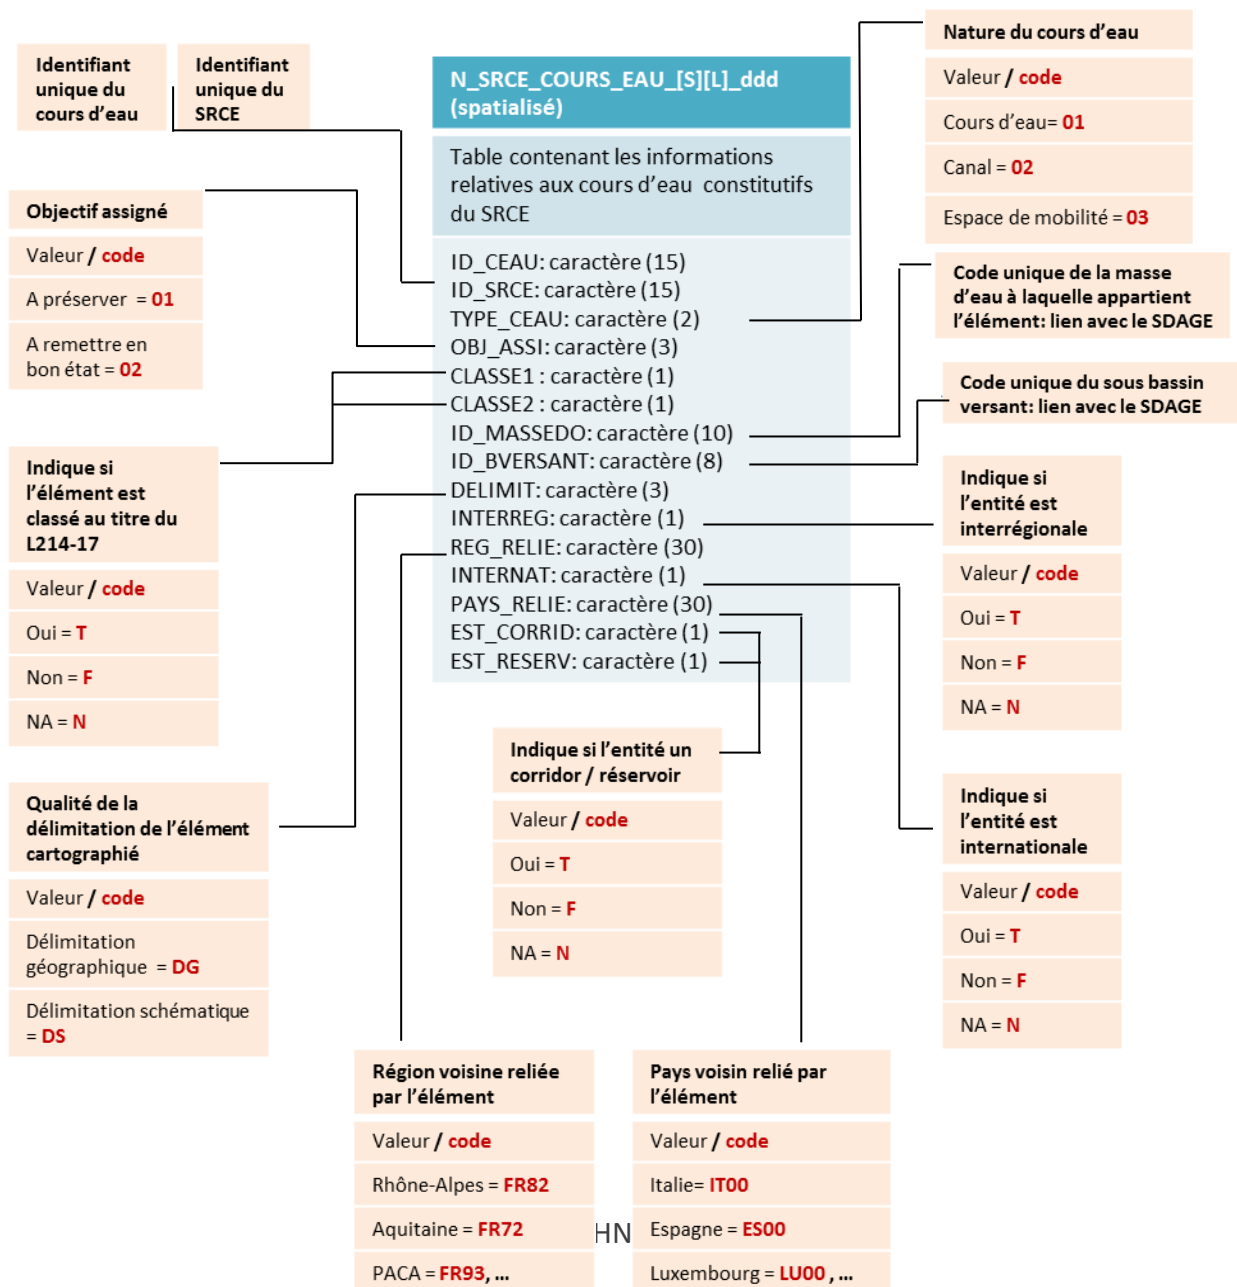 Identifiant
unique du
cours d'eau
Identifiant
unique du
SRCE
N_SRCE_COURS_EAU_[S][L]_ddd
(spatialisé)
Table contenant les informations
relatives aux cours d'eau constitutifs
du SRCE
ID_CEAU: caractère (15)
ID_SRCE: caractère (15)
TYPE_CEAU: caractère (2)
OBJ_ASSI: caractère (3)
CLASSE1 : caractère (1)
CLASSE2 : caractère (1)
ID_MASSEDO: caractère (10)
ID_BVERSANT: caractère (8)
DELIMIT: caractère (3)
INTERREG: caractère (1)
REG_RELIE: caractère (30)
INTERNAT: caractère (1)
PAYS_RELIE: caractère (30)
EST_CORRID: caractère (1)
EST_RESERV: caractère (1)
Nature du cours d'eau
Valeur / code
Cours d'eau= 01
Canal = 02
Espace de mobilité = 03
Objectif assigné
Valeur / code
A préserver = 01
A remettre en
bon état = 02
Code unique de la masse
d'eau à laquelle appartient
l'élément: lien avec le SDAGE
Code unique du sous bassin
versant: lien avec le SDAGE
Indique si
l'élément est
classé au titre du
L214-17
Valeur / code
Oui = T
Non = F
NA = N
Indique si
l'entité est
interrégionale
Valeur / code
Oui = T
Non = F
NA = N
Indique si l'entité un
corridor / réservoir
Valeur / code
Oui = T
Non = F
NA = N
Qualité de la
délimitation de l'élément
cartographié
Valeur / code
Délimitation
géographique = DG
Délimitation schématique
= DS
Indique si
l'entité est
internationale
Valeur / code
Oui = T
Non = F
NA = N
Région voisine reliée
par l'élément
Valeur / code
Rhône-Alpes = FR82
Aquitaine = FR72
PACA = FR93, ...
HN
Pays voisin relié par
l'élément
Valeur / code
Italie= IT00
Espagne = ES00
Luxembourg = LU00 , ...